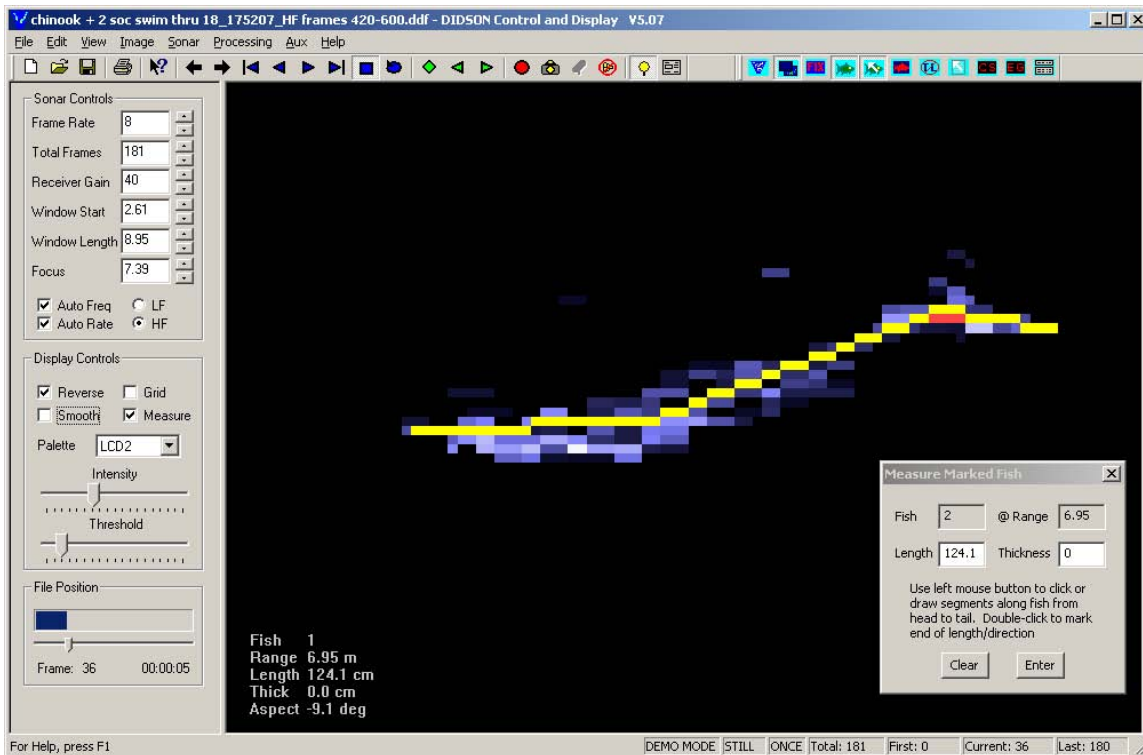 chinook + 2 soc swim thru 18_175207_HF frames 420-600.ddf - DIDSON Control and Display V5.07
File Edit View Image Sonar Processing Aux Help
Sonar Controls
Frame Rate 8
Total Frames 181
Receiver Gain 40
Window Start 2.61
Window Length 8.95
Focus 7.39
Auto Freq LF
Auto Rate HF
Display Controls
Reverse Grid
Smooth Measure
Palette LCD2
Intensity
Threshold
File Position
Frame: 36 00:00:05
Fish 1
Range 6.95 m
Length 124.1 cm
Thick 0.0 cm
Aspect -9.1 deg
Measure Marked Fish
Fish 2 @ Range 6.95
Length 124.1 Thickness 0
Use left mouse button to click or
draw segments along fish from
head to tail. Double-click to mark
end of length/direction
Clear Enter
For Help, press F1 DEMO MODE STILL ONCE Total: 181 First: 0 Current: 36 Last: 180